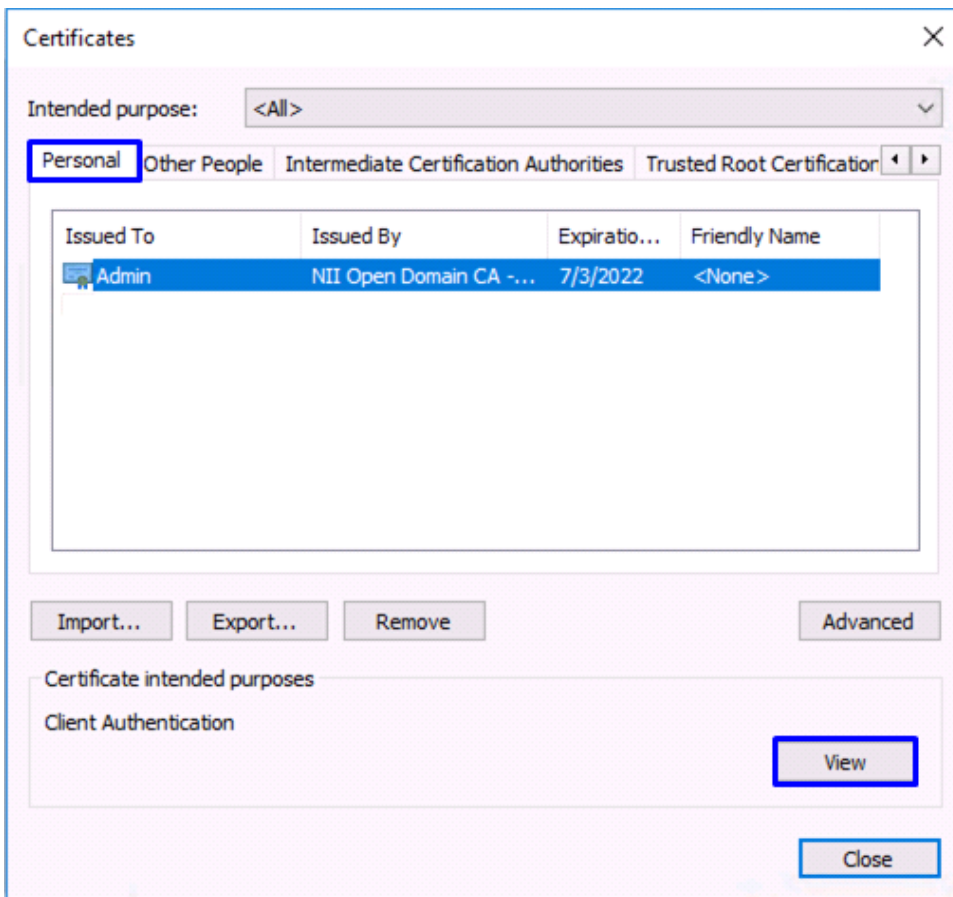 Certificates
Intended purpose: <All>
Personal Other People Intermediate Certification Authorities Trusted Root Certification
Issued To Issued By Expiratio... Friendly Name
Admin NII Open Domain CA -... 7/3/2022 <None>
Import... Export... Remove Advanced
Certificate intended purposes
Client Authentication
View
Close